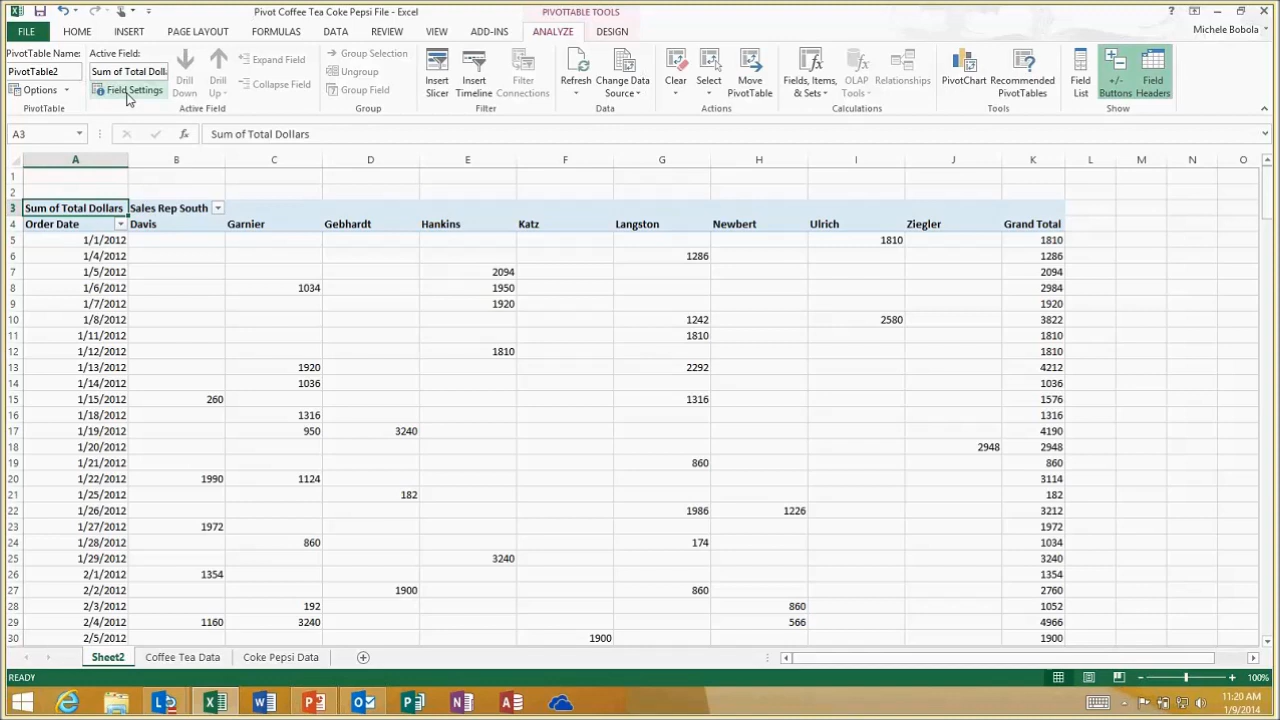 Pivot Coffee Tea Coke Pepsi File - Excel
PIVOTTABLE TOOLS
FILE HOME INSERT PAGE LAYOUT FORMULAS DATA REVIEW VIEW ADD-INS ANALYZE DESIGN
Michele Bobola
PivotTable Name:
PivotTable2
Options
PivotTable
Active Field:
Sum of Total Doll
Field Settings
Drill Down
Drill Up
Expand Field
Collapse Field
Active Field
Group Selection
Ungroup
Group Field
Group
Insert Slicer
Insert Timeline
Filter Connections
Filter
Refresh
Change Data Source
Data
Clear
Select
Move PivotTable
Actions
Fields, Items, & Sets
OLAP Tools
Relationships
Calculations
PivotChart
Recommended PivotTables
Tools
Field List
+/- Buttons
Field Headers
Show
A3 fx Sum of Total Dollars
A B C D E F G H I J K L M N O
1
2
3 Sum of Total Dollars Sales Rep South
4 Order Date Davis Garnier Gebhardt Hankins Katz Langston Newbert Ulrich Ziegler Grand Total
5 1/1/2012 1810 1810
6 1/4/2012 1286 1286
7 1/5/2012 2094 2094
8 1/6/2012 1034 1950 2984
9 1/7/2012 1920 1920
10 1/8/2012 1242 2580 3822
11 1/11/2012 1810 1810
12 1/12/2012 1810 1810
13 1/13/2012 1920 2292 4212
14 1/14/2012 1036 1036
15 1/15/2012 260 1316 1576
16 1/18/2012 1316 1316
17 1/19/2012 950 3240 4190
18 1/20/2012 2948 2948
19 1/21/2012 860 860
20 1/22/2012 1990 1124 3114
21 1/25/2012 182 182
22 1/26/2012 1986 1226 3212
23 1/27/2012 1972 1972
24 1/28/2012 860 174 1034
25 1/29/2012 3240 3240
26 2/1/2012 1354 1354
27 2/2/2012 1900 860 2760
28 2/3/2012 192 860 1052
29 2/4/2012 1160 3240 566 4966
30 2/5/2012 1900 1900
Sheet2 Coffee Tea Data Coke Pepsi Data
READY
100%
11:20 AM
1/9/2014